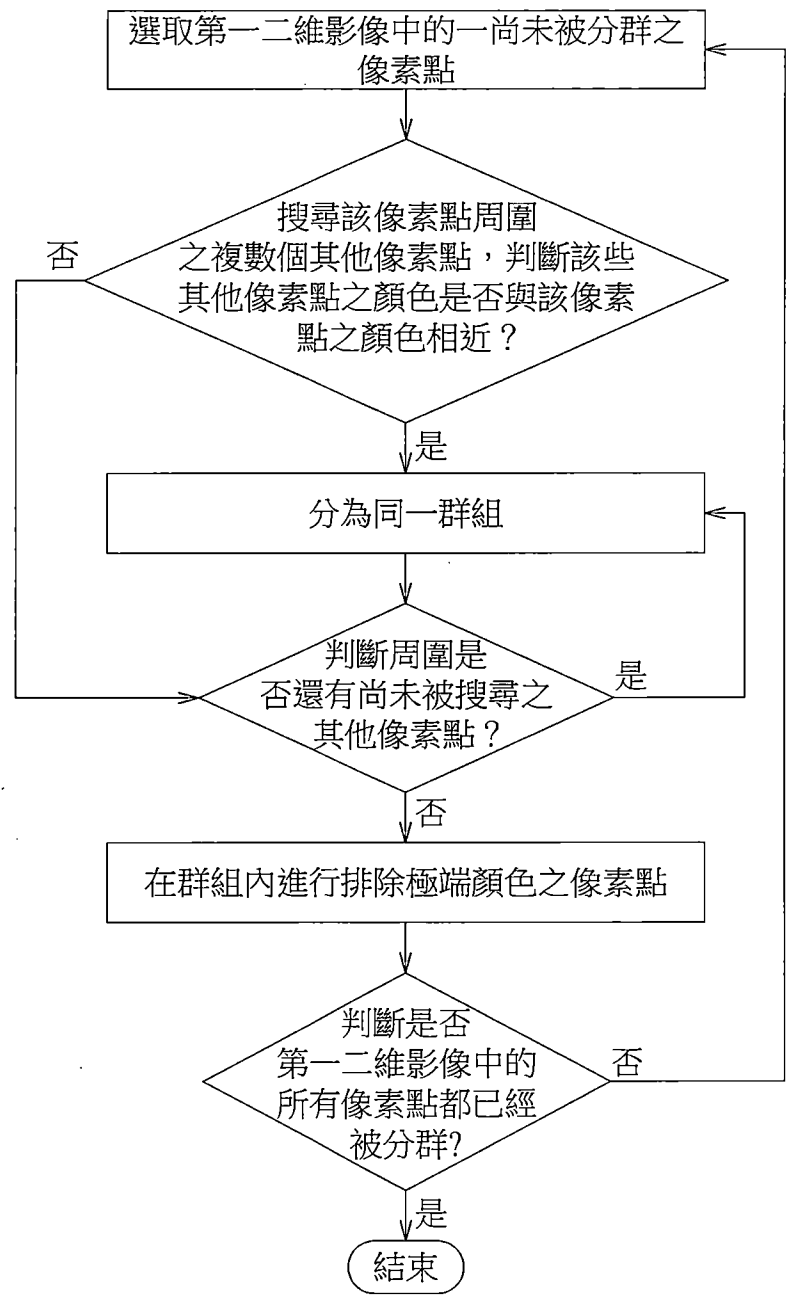 選取第一二維影像中的一尚未被分群之
像素點
搜尋該像素點周圍
之複數個其他像素點，判斷該些
其他像素點之顏色是否與該像素
點之顏色相近？
否
是
分為同一群組
判斷周圍是
否還有尚未被搜尋之
其他像素點？
是
否
在群組內進行排除極端顏色之像素點
判斷是否
第一二維影像中的
所有像素點都已經
被分群?
否
是
結束